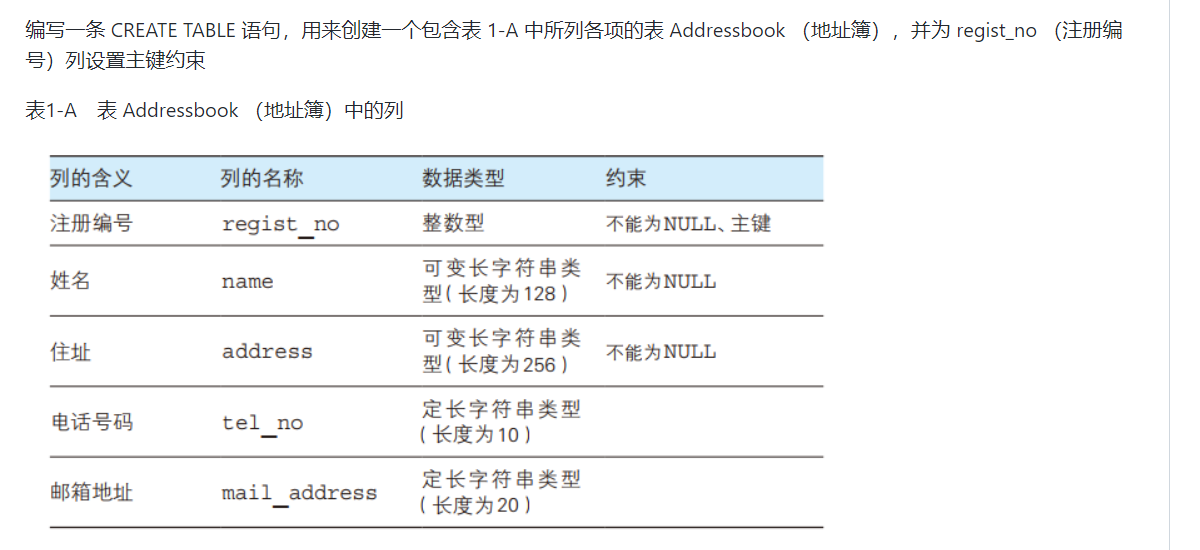 编写一条 CREATE TABLE 语句，用来创建一个包含表 1-A 中所列各项的表 Addressbook （地址簿），并为 regist_no （注册编
号）列设置主键约束
表1-A 表 Addressbook （地址簿）中的列
列的含义 列的名称 数据类型 约束
注册编号 regist_no 整数型 不能为NULL、主键
姓名 name 可变长字符串类
型(长度为128) 不能为NULL
住址 address 可变长字符串类
型(长度为256) 不能为NULL
电话号码 tel_no 定长字符串类型
(长度为10)
邮箱地址 mail_address 定长字符串类型
(长度为20)